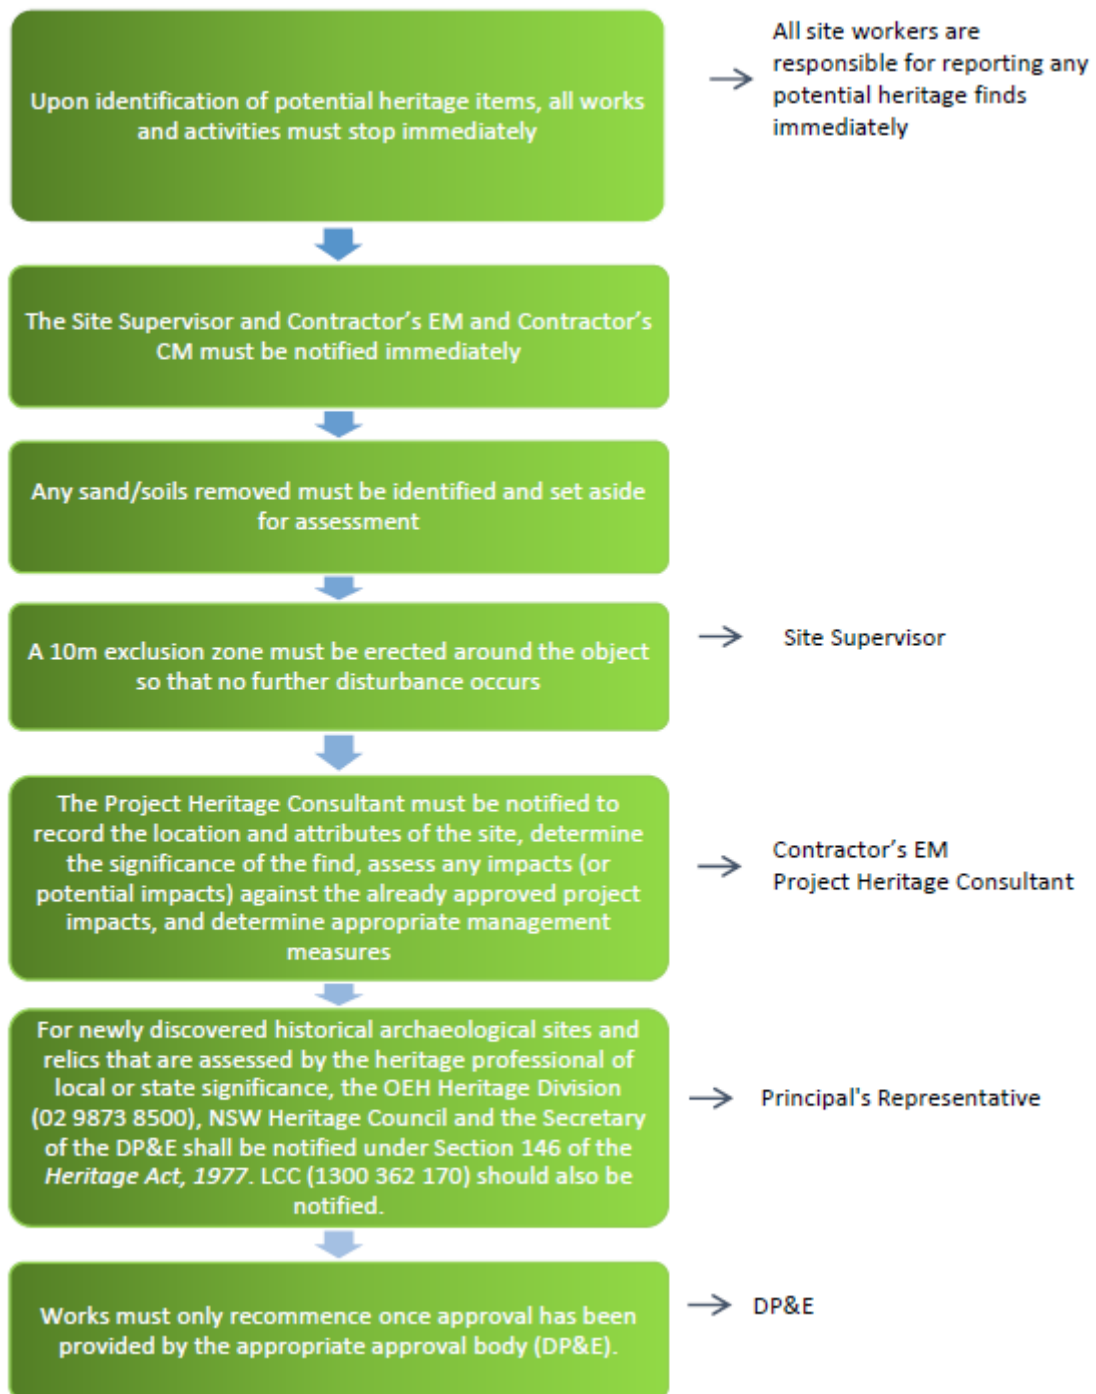 Upon identification of potential heritage items, all works
and activities must stop immediately
All site workers are
responsible for reporting any
potential heritage finds
immediately
The Site Supervisor and Contractor’s EM and Contractor’s
CM must be notified immediately
Any sand/soils removed must be identified and set aside
for assessment
A 10m exclusion zone must be erected around the object
so that no further disturbance occurs
Site Supervisor
The Project Heritage Consultant must be notified to
record the location and attributes of the site, determine
the significance of the find, assess any impacts (or
potential impacts) against the already approved project
impacts, and determine appropriate management
measures
Contractor’s EM
Project Heritage Consultant
For newly discovered historical archaeological sites and
relics that are assessed by the heritage professional of
local or state significance, the OEH Heritage Division
(02 9873 8500), NSW Heritage Council and the Secretary
of the DP&E shall be notified under Section 146 of the
Heritage Act, 1977. LCC (1300 362 170) should also be
notified.
Principal's Representative
Works must only recommence once approval has been
provided by the appropriate approval body (DP&E).
DP&E